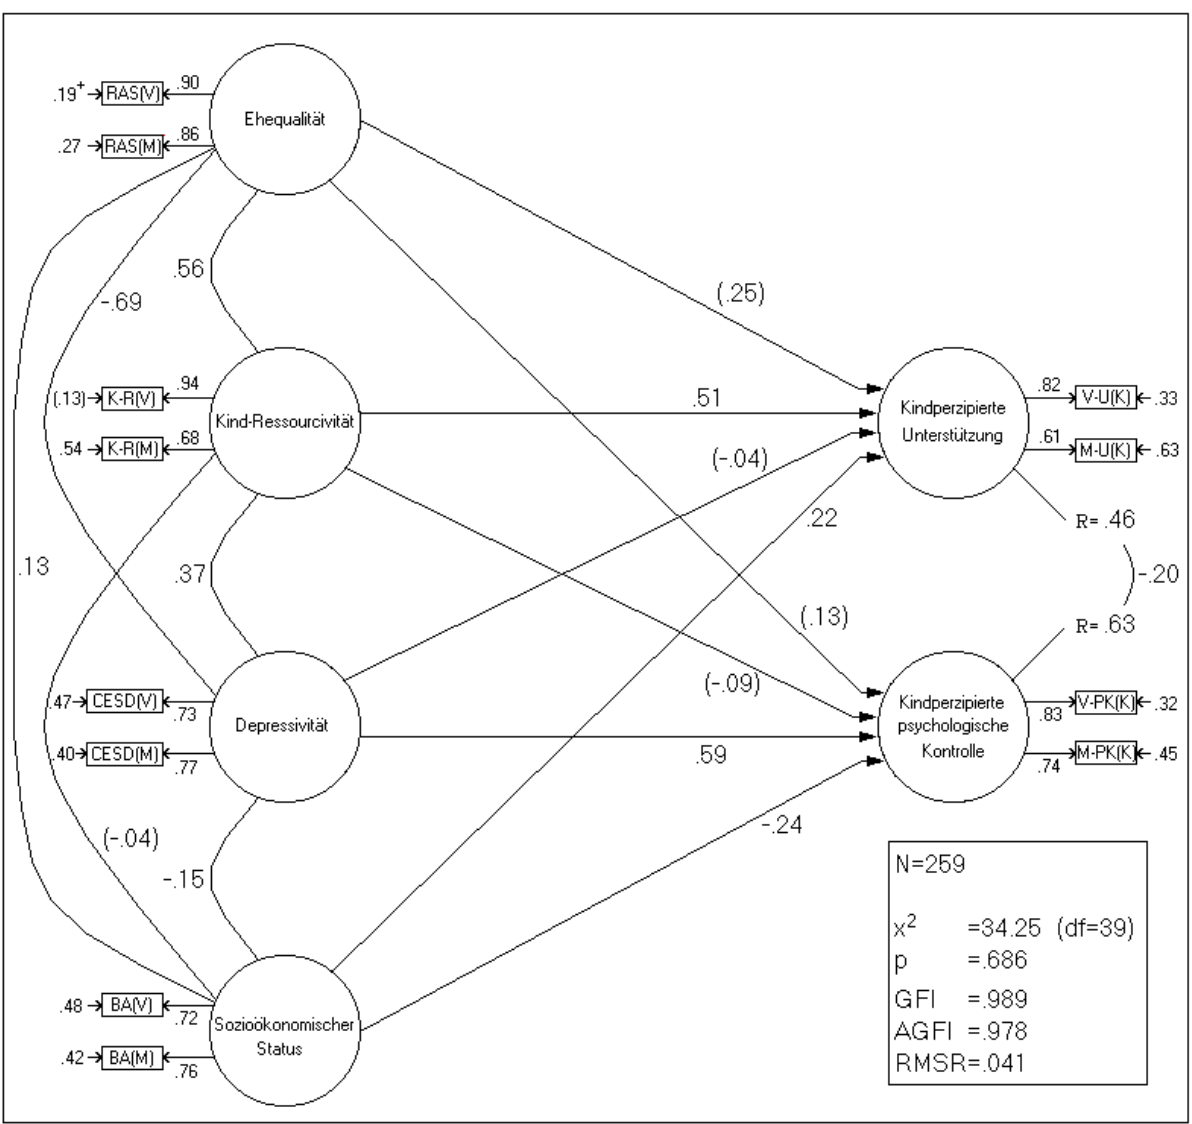 .19+ RAS(V) .90
Ehequalität
.27 RAS(M) .86
.56
(.25)
-.69
(.13) K-R(V) .94
Kind-Ressourcivität
.54 K-R(M) .68
.51
(-.04)
.22
Kindperzipierte
Unterstützung
.82 V-U(K) .33
.61 M-U(K) .63
R= .46
-.20
R= .63
.13
.37
(.13)
(-.09)
.47 CESD(V) .73
Depressivität
.40 CESD(M) .77
.59
Kindperzipierte
psychologische
Kontrolle
.83 V-PK(K) .32
.74 M-PK(K) .45
(-.04)
-.15
-.24
.48 BA(V) .72
Sozioökonomischer
Status
.42 BA(M) .76
N=259
x² =34.25 (df=39)
p =.686
GFI =.989
AGFI =.978
RMSR=.041